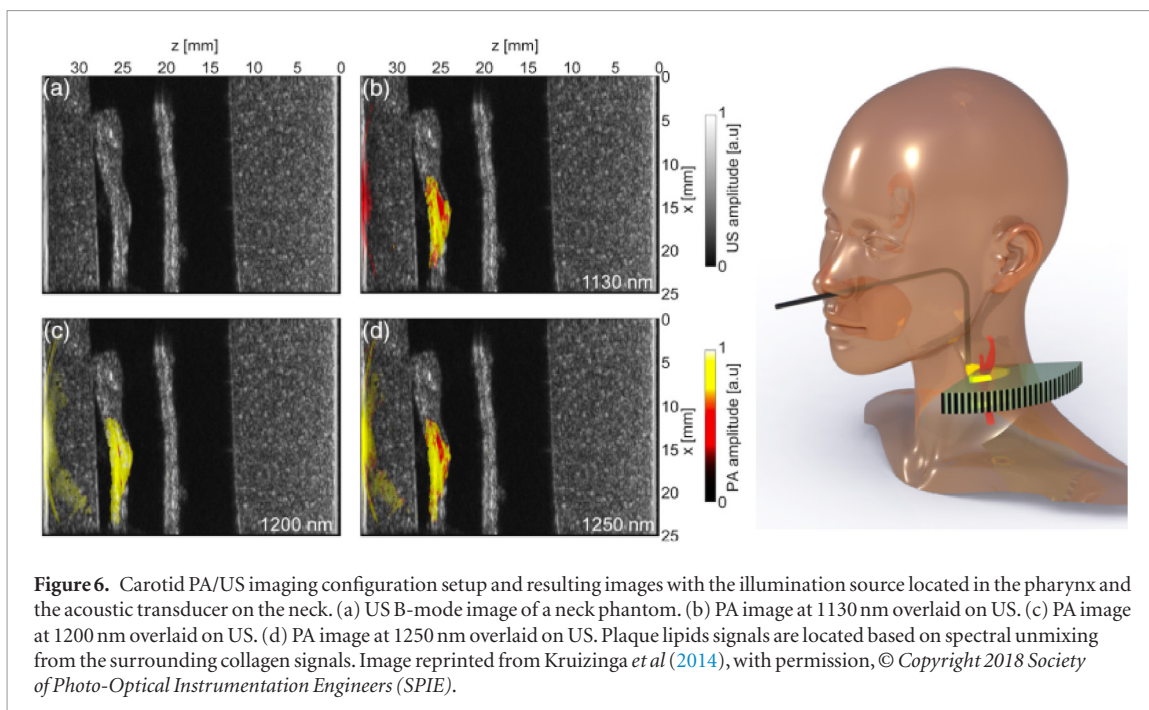 z [mm]
z [mm]
30 25 20 15 10 5 0
30 25 20 15 10 5 0
(a)
(b)
0
5
10
15
20
25
x [mm]
1130 nm
1
0
US amplitude [a.u]
(c)
(d)
0
5
10
15
20
25
x [mm]
1200 nm
1250 nm
1
0
PA amplitude [a.u]
Figure 6. Carotid PA/US imaging configuration setup and resulting images with the illumination source located in the pharynx and
the acoustic transducer on the neck. (a) US B-mode image of a neck phantom. (b) PA image at 1130 nm overlaid on US. (c) PA image
at 1200 nm overlaid on US. (d) PA image at 1250 nm overlaid on US. Plaque lipids signals are located based on spectral unmixing
from the surrounding collagen signals. Image reprinted from Kruizinga et al (2014), with permission, © Copyright 2018 Society
of Photo-Optical Instrumentation Engineers (SPIE).